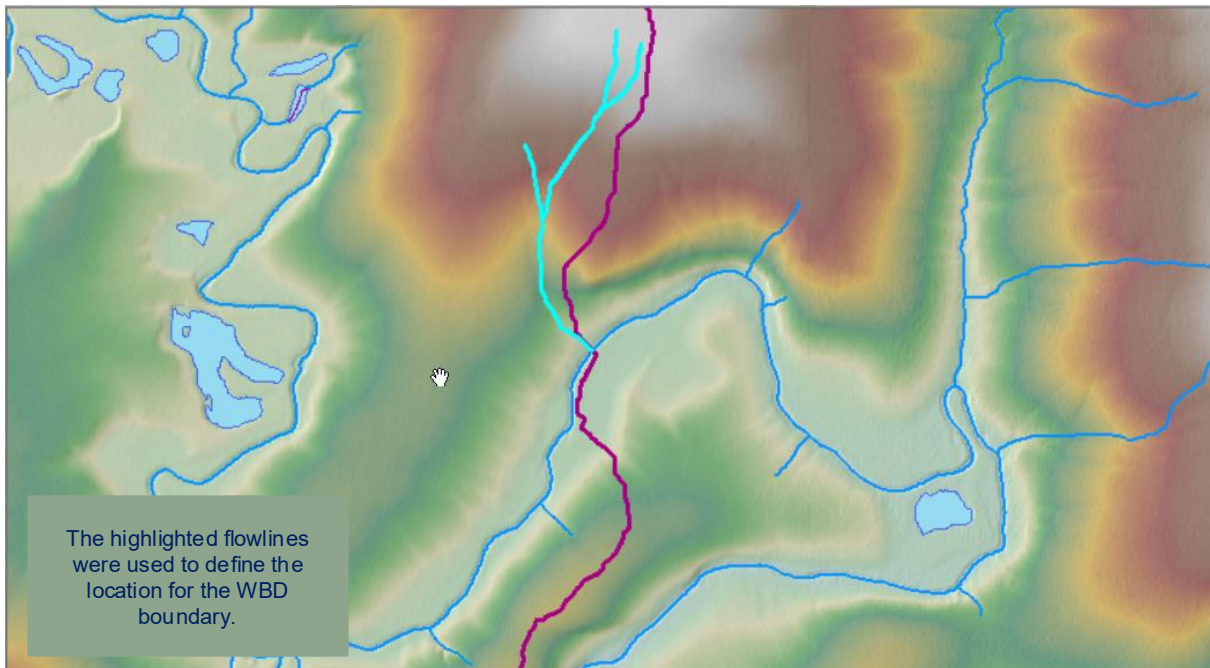 The highlighted flowlines
were used to define the
location for the WBD
boundary.